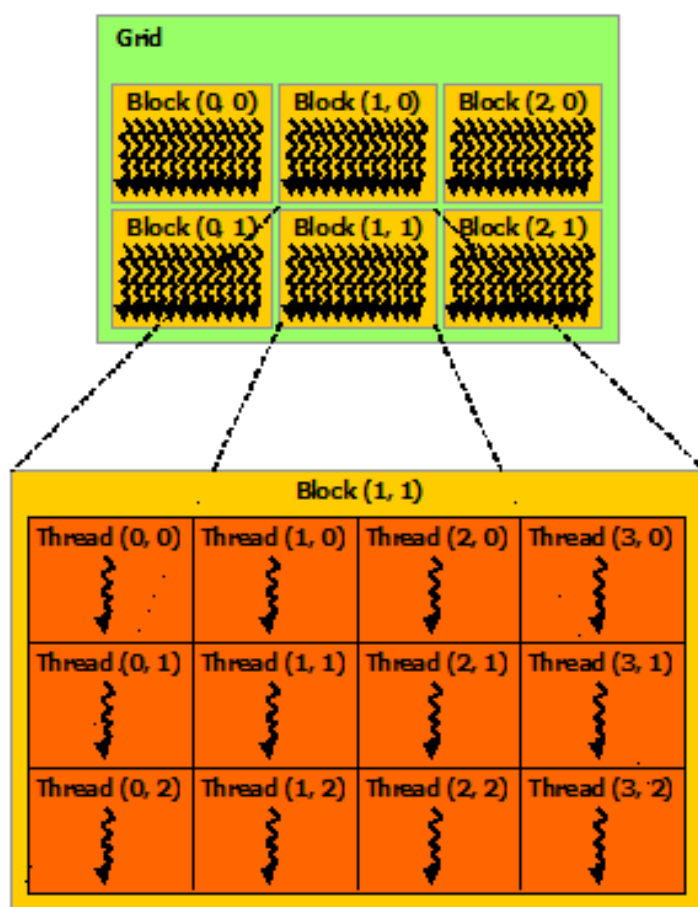 Grid
Block (0, 0) Block (1, 0) Block (2, 0)
Block (0, 1) Block (1, 1) Block (2, 1)
Block (1, 1)
Thread (0, 0) Thread (1, 0) Thread (2, 0) Thread (3, 0)
Thread (0, 1) Thread (1, 1) Thread (2, 1) Thread (3, 1)
Thread (0, 2) Thread (1, 2) Thread (2, 2) Thread (3, 2)